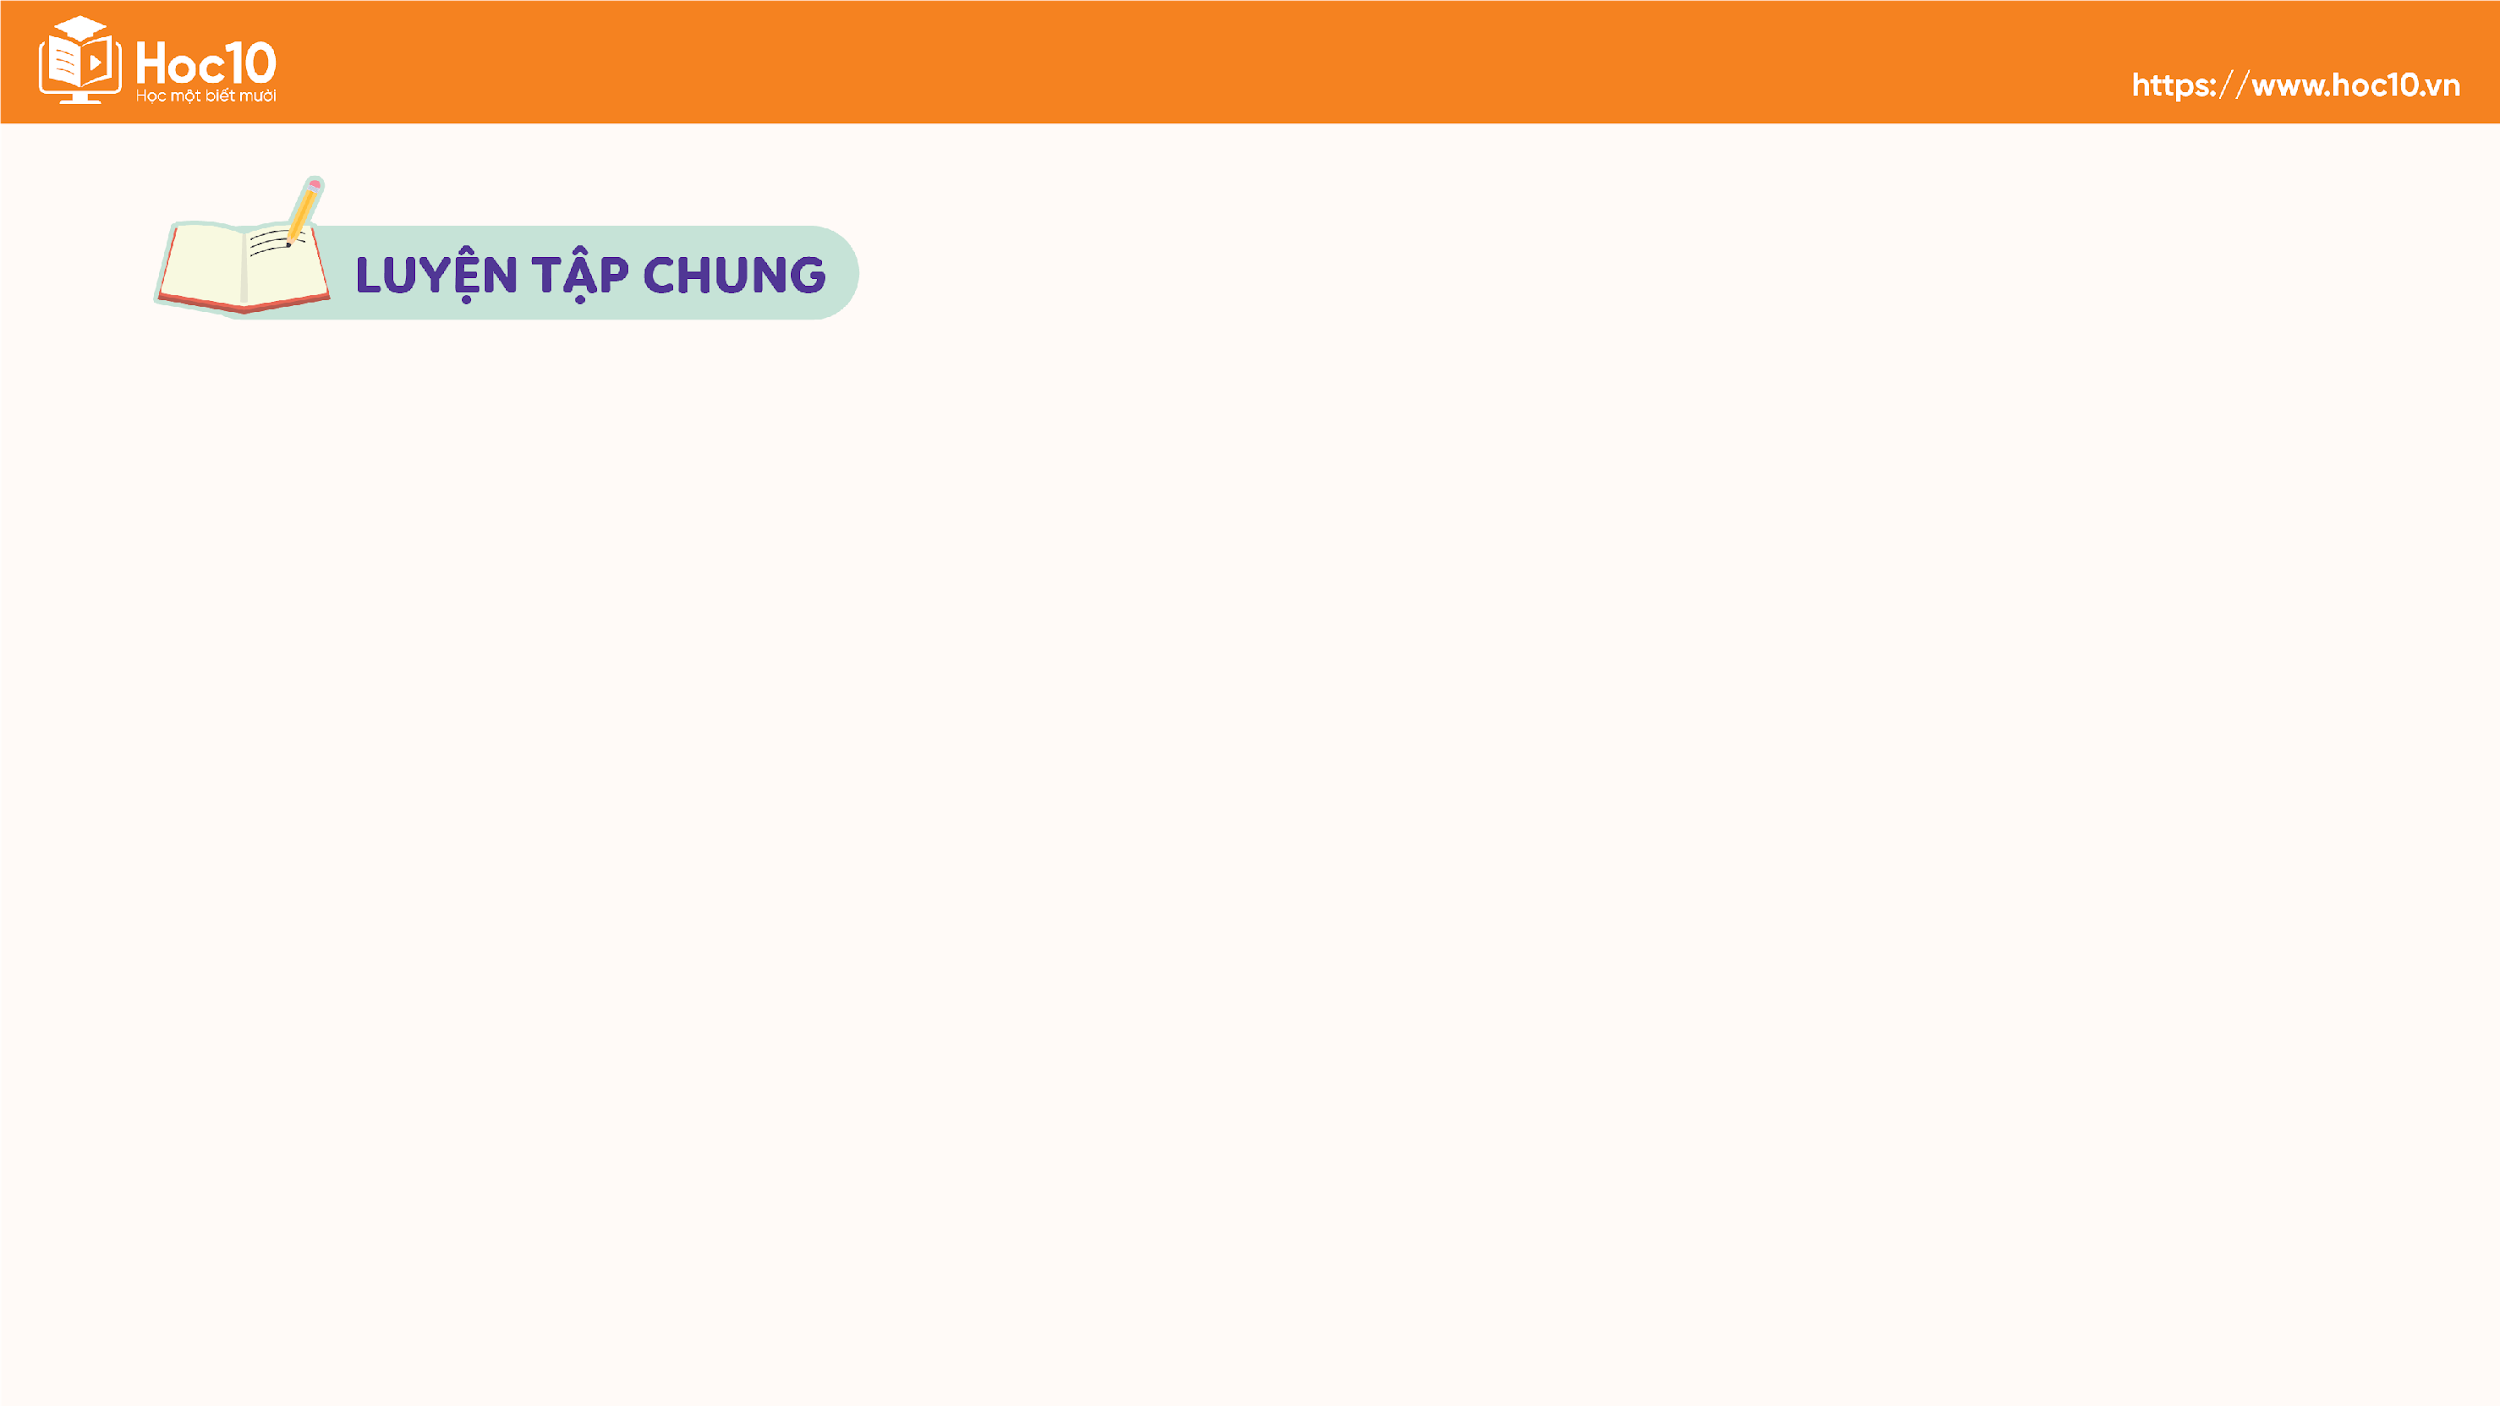 Hoc10
Học một biết mười
https://www.hoc10.vn
LUYỆN TẬP CHUNG